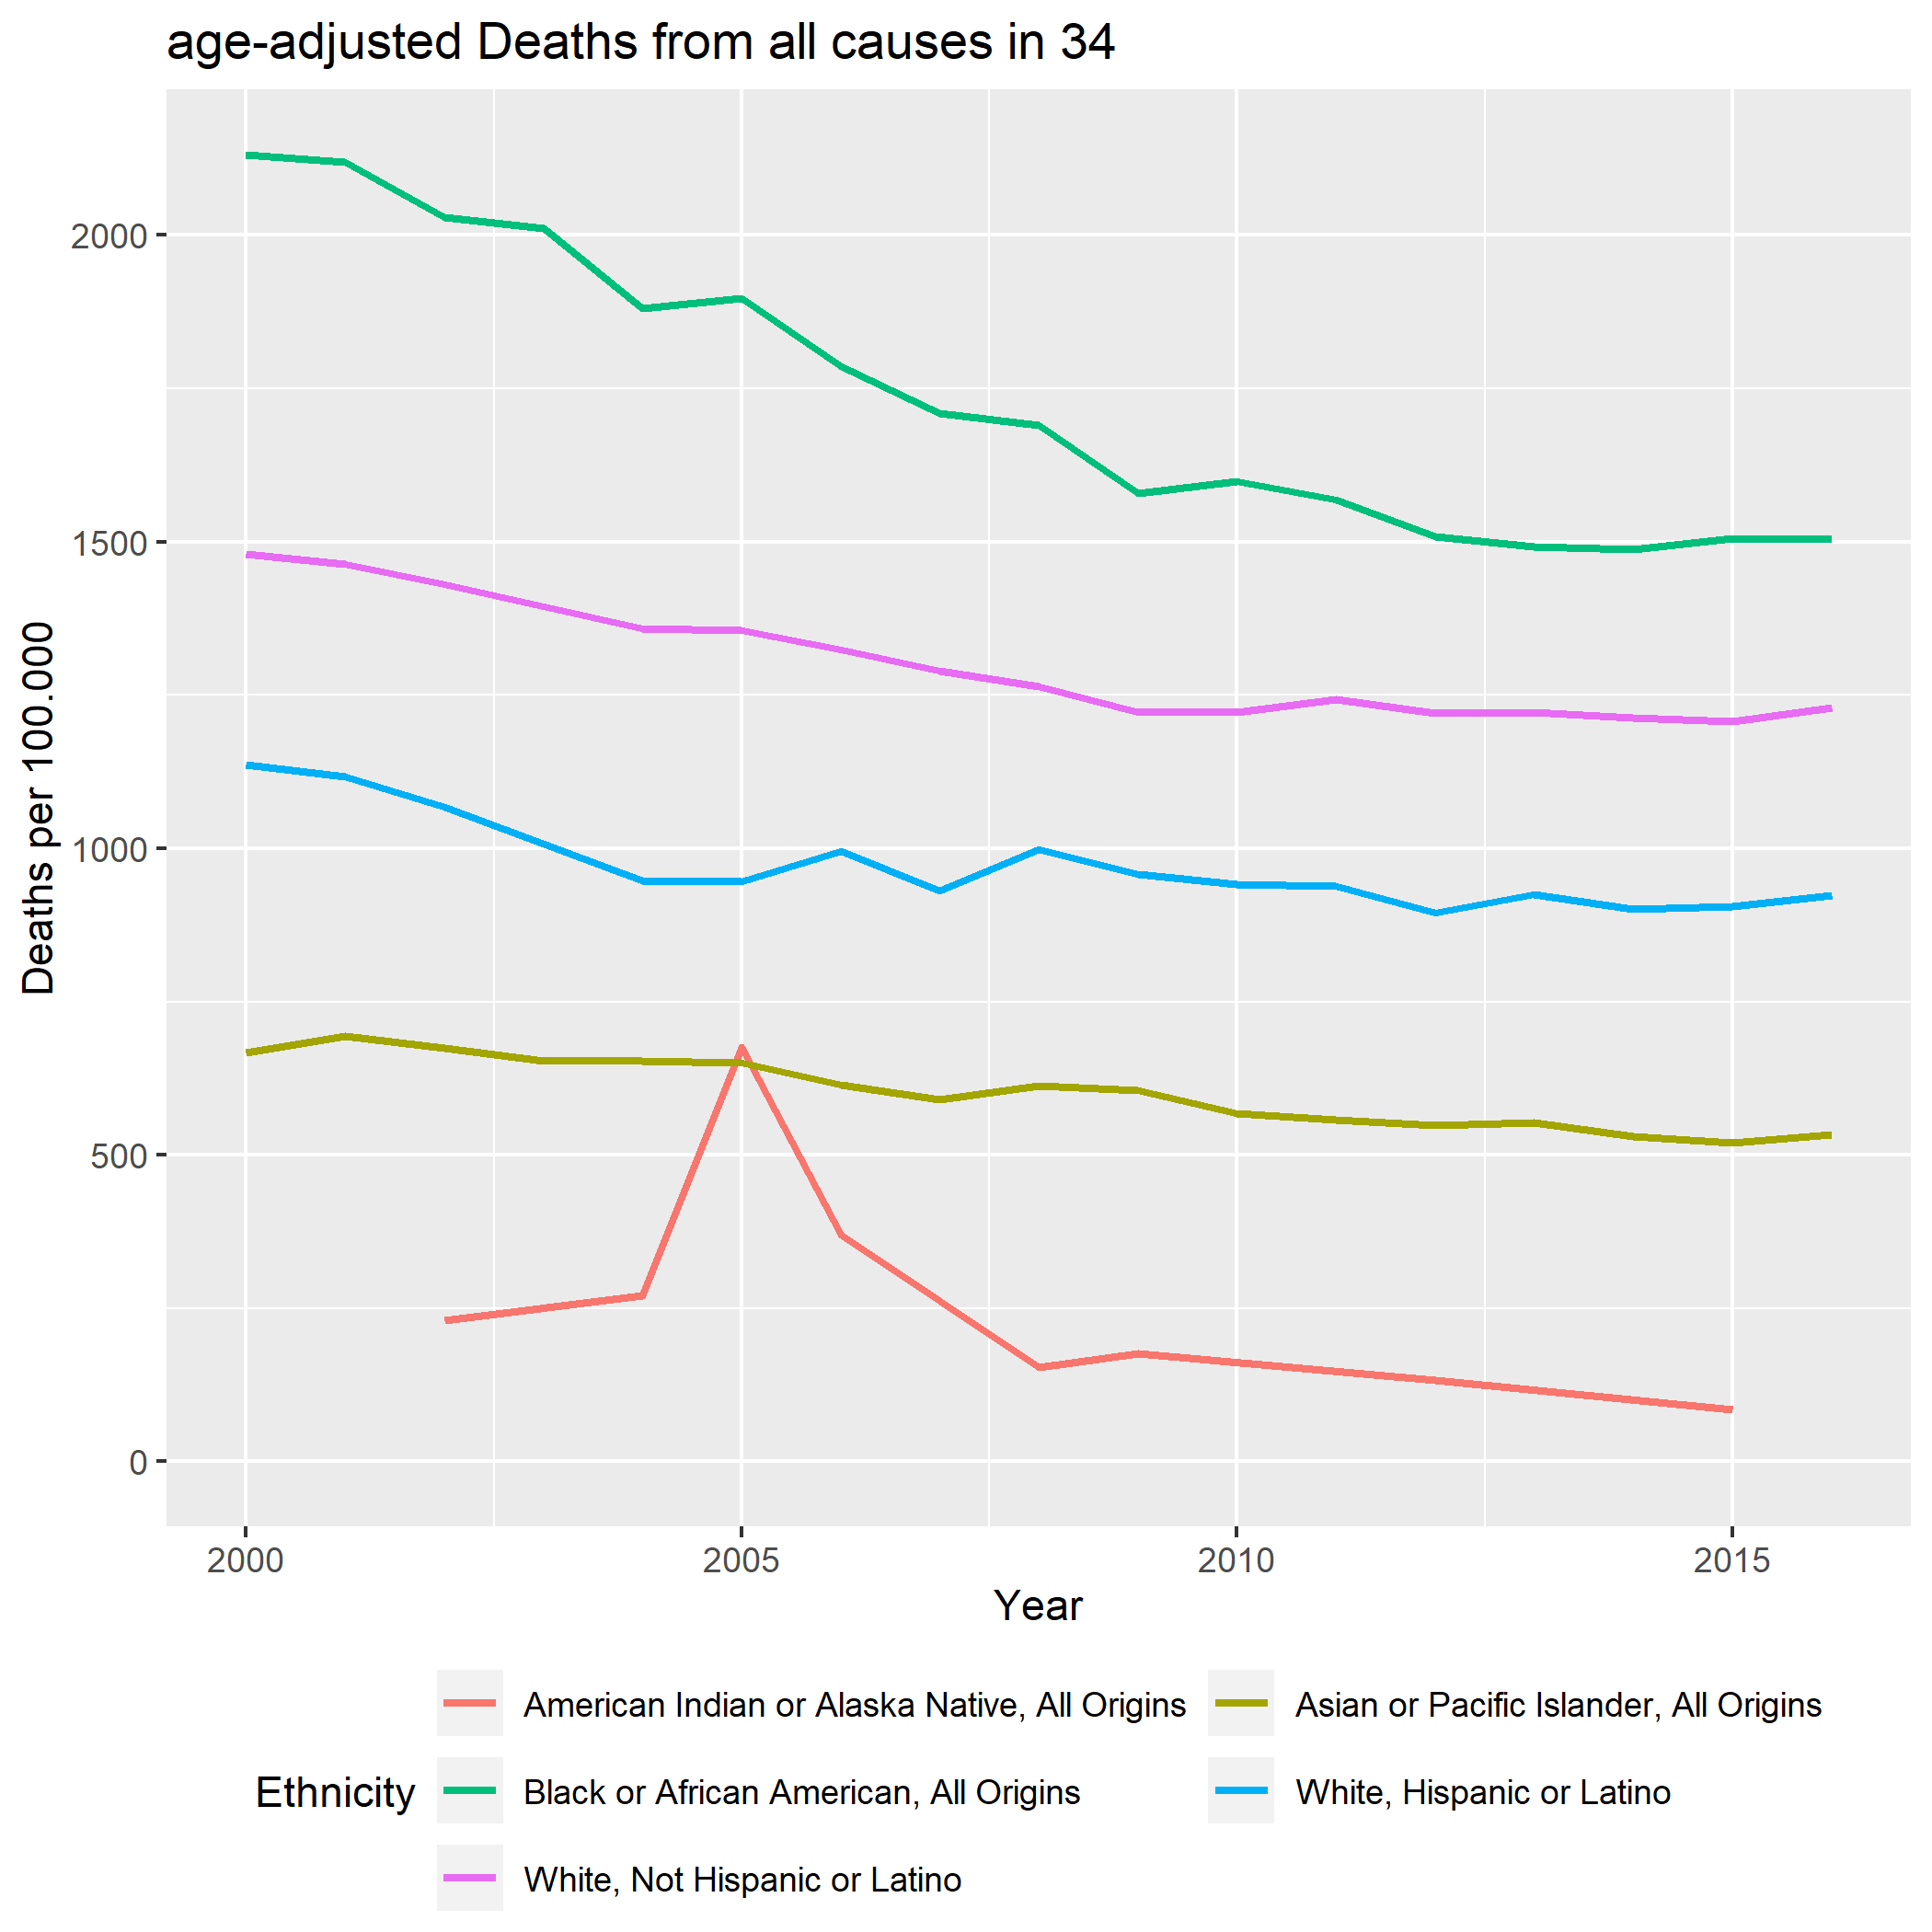 age-adjusted Deaths from all causes in 34
Deaths per 100.000
2000
1500
1000
500
0
2000 2005 2010 2015
Year
Ethnicity
American Indian or Alaska Native, All Origins
Asian or Pacific Islander, All Origins
Black or African American, All Origins
White, Hispanic or Latino
White, Not Hispanic or Latino